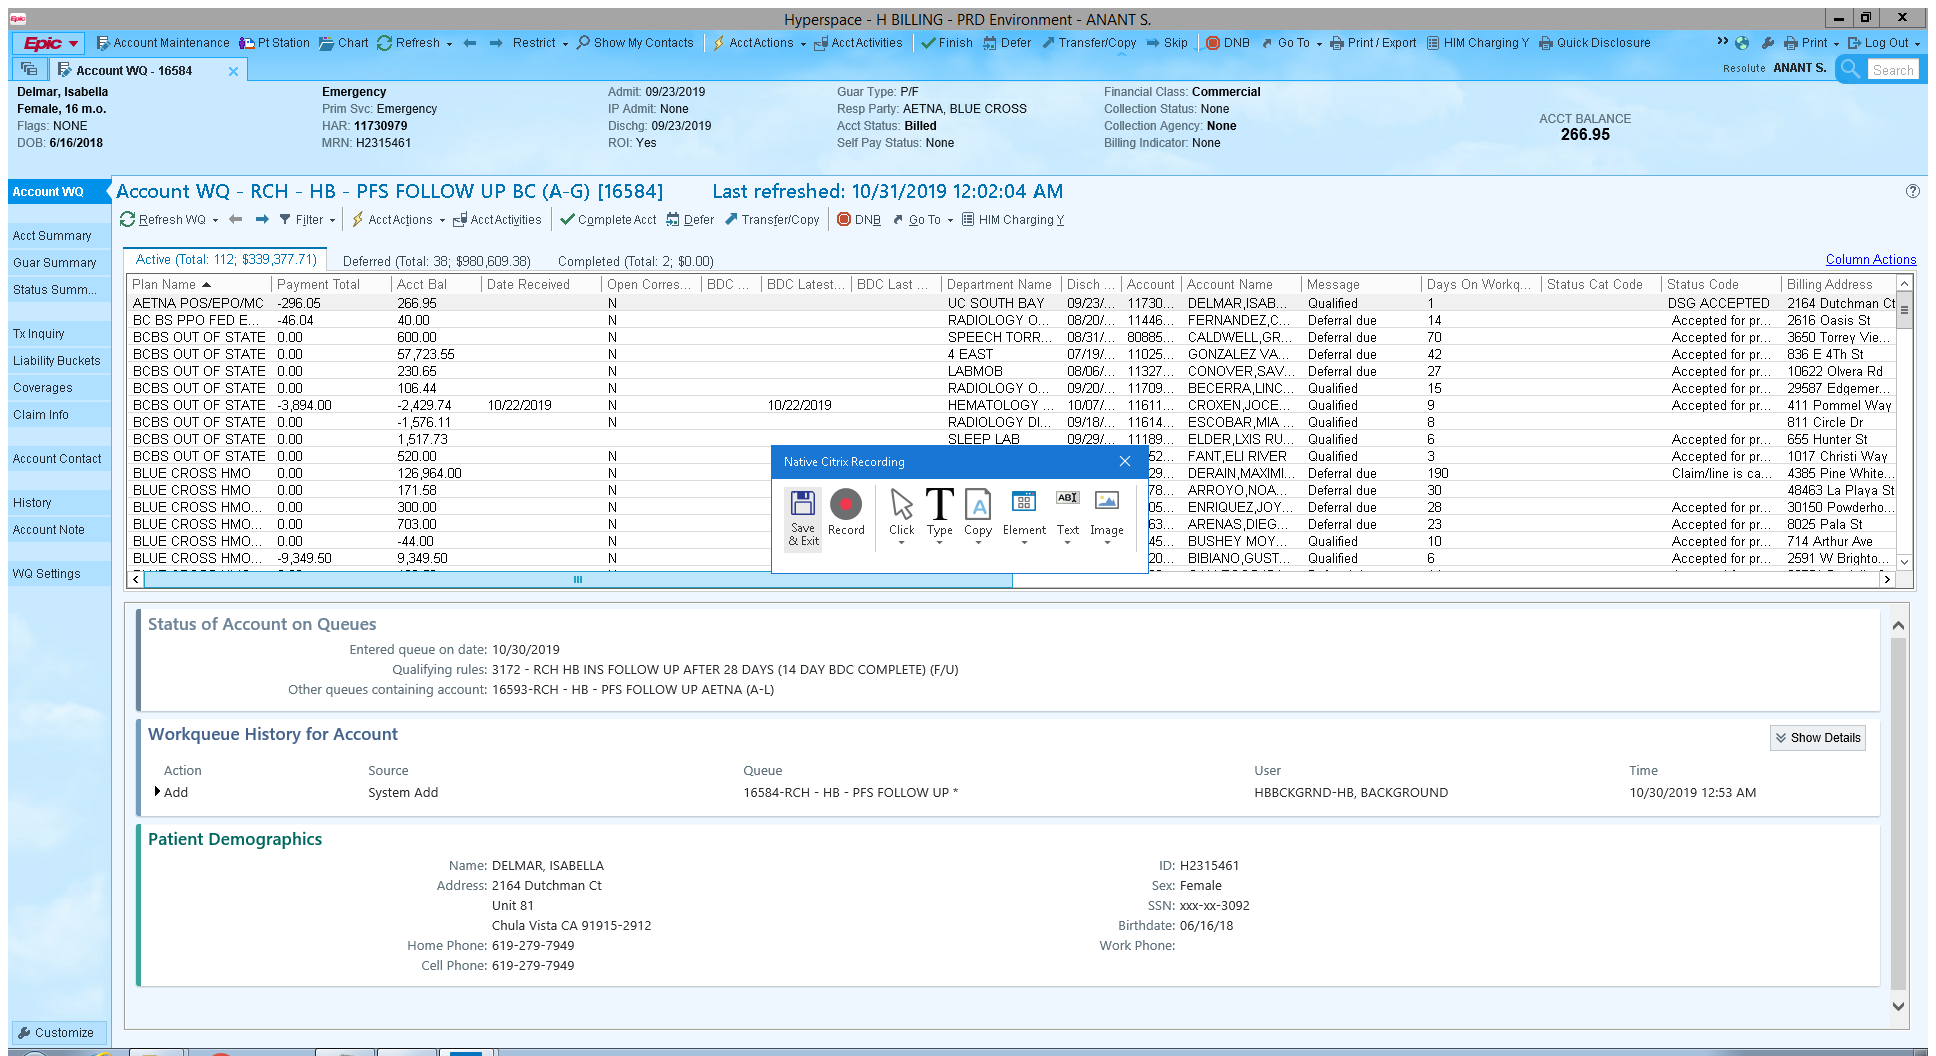 Epic
Hyperspace - H BILLING - PRD Environment - ANANT S.
Epic Account Maintenance Pt Station Chart Refresh Restrict Show My Contacts AcctActions AcctActivities Finish Defer Transfer/Copy Skip DNB Go To Print / Export HIM Charging Y Quick Disclosure Print Log Out
Account WQ - 16584
Resolute ANANT S. Search
Delmar, Isabella
Female, 16 m.o.
Flags: NONE
DOB: 6/16/2018
Emergency
Prim Svc: Emergency
HAR: 11730979
MRN: H2315461
Admit: 09/23/2019
IP Admit: None
Dischg: 09/23/2019
ROI: Yes
Guar Type: P/F
Resp Party: AETNA, BLUE CROSS
Acct Status: Billed
Self Pay Status: None
Financial Class: Commercial
Collection Status: None
Collection Agency: None
Billing Indicator: None
ACCT BALANCE
266.95
Account WQ
Acct Summary
Guar Summary
Status Summ...
Tx Inquiry
Liability Buckets
Coverages
Claim Info
Account Contact
History
Account Note
WQ Settings
Customize
Account WQ - RCH - HB - PFS FOLLOW UP BC (A-G) [16584] Last refreshed: 10/31/2019 12:02:04 AM
Refresh WQ Filter AcctActions AcctActivities Complete Acct Defer Transfer/Copy DNB Go To HIM Charging Y
Active (Total: 112; $339,377.71) Deferred (Total: 38; $980,609.38) Completed (Total: 2; $0.00) Column Actions
Plan Name Payment Total Acct Bal Date Received Open Corres... BDC ... BDC Latest... BDC Last ... Department Name Disch ... Account Account Name Message Days On Workq... Status Cat Code Status Code Billing Address
AETNA POS/EPO/MC -296.05 266.95 N UC SOUTH BAY 09/23/... 11730... DELMAR,ISAB... Qualified 1 DSG ACCEPTED 2164 Dutchman Ct
BC BS PPO FED E... -46.04 40.00 N RADIOLOGY O... 08/20/... 11446... FERNANDEZ,C... Deferral due 14 Accepted for pr... 2616 Oasis St
BCBS OUT OF STATE 0.00 600.00 N SPEECH TORR... 08/31/... 80885... CALDWELL,GR... Deferral due 70 Accepted for pr... 3650 Torrey Vie...
BCBS OUT OF STATE 0.00 57,723.55 N 4 EAST 07/19/... 11025... GONZALEZ VA... Deferral due 42 Accepted for pr... 836 E 4Th St
BCBS OUT OF STATE 0.00 230.65 N LABMOB 08/06/... 11327... CONOVER,SAV... Deferral due 27 Accepted for pr... 10622 Olvera Rd
BCBS OUT OF STATE 0.00 106.44 N RADIOLOGY O... 09/20/... 11709... BECERRA,LINC... Qualified 15 Accepted for pr... 29587 Edgemer...
BCBS OUT OF STATE -3,894.00 -2,429.74 10/22/2019 N 10/22/2019 HEMATOLOGY ... 10/07/... 11611... CROXEN,JOCE... Qualified 9 Accepted for pr... 411 Pommel Way
BCBS OUT OF STATE 0.00 -1,576.11 N RADIOLOGY DI... 09/18/... 11614... ESCOBAR,MIA ... Qualified 8 811 Circle Dr
BCBS OUT OF STATE 0.00 1,517.73 SLEEP LAB 09/29/... 11189... ELDER,LXIS RU... Qualified 6 Accepted for pr... 655 Hunter St
BCBS OUT OF STATE 0.00 520.00 N 52... FANT,ELI RIVER Qualified 3 Accepted for pr... 1017 Christi Way
BLUE CROSS HMO 0.00 126,964.00 N 29... DERAIN,MAXIMI... Deferral due 190 Claim/line is ca... 4385 Pine White...
BLUE CROSS HMO 0.00 171.58 N 78... ARROYO,NOA... Deferral due 30 48463 La Playa St
BLUE CROSS HMO... 0.00 300.00 N 05... ENRIQUEZ,JOY... Deferral due 28 Accepted for pr... 30150 Powderho...
BLUE CROSS HMO... 0.00 703.00 N 63... ARENAS,DIEG... Deferral due 23 Accepted for pr... 8025 Pala St
BLUE CROSS HMO... 0.00 -44.00 N 45... BUSHEY MOY... Qualified 10 Accepted for pr... 714 Arthur Ave
BLUE CROSS HMO... -9,349.50 9,349.50 N 20... BIBIANO,GUST... Qualified 6 Accepted for pr... 2591 W Brighto...
Native Citrix Recording
Save & Exit Record Click Type Copy Element Text Image
Status of Account on Queues
Entered queue on date: 10/30/2019
Qualifying rules: 3172 - RCH HB INS FOLLOW UP AFTER 28 DAYS (14 DAY BDC COMPLETE) (F/U)
Other queues containing account: 16593-RCH - HB - PFS FOLLOW UP AETNA (A-L)
Workqueue History for Account Show Details
Action Source Queue User Time
Add System Add 16584-RCH - HB - PFS FOLLOW UP * HBBCKGRND-HB, BACKGROUND 10/30/2019 12:53 AM
Patient Demographics
Name: DELMAR, ISABELLA
Address: 2164 Dutchman Ct
Unit 81
Chula Vista CA 91915-2912
Home Phone: 619-279-7949
Cell Phone: 619-279-7949
ID: H2315461
Sex: Female
SSN: xxx-xx-3092
Birthdate: 06/16/18
Work Phone: